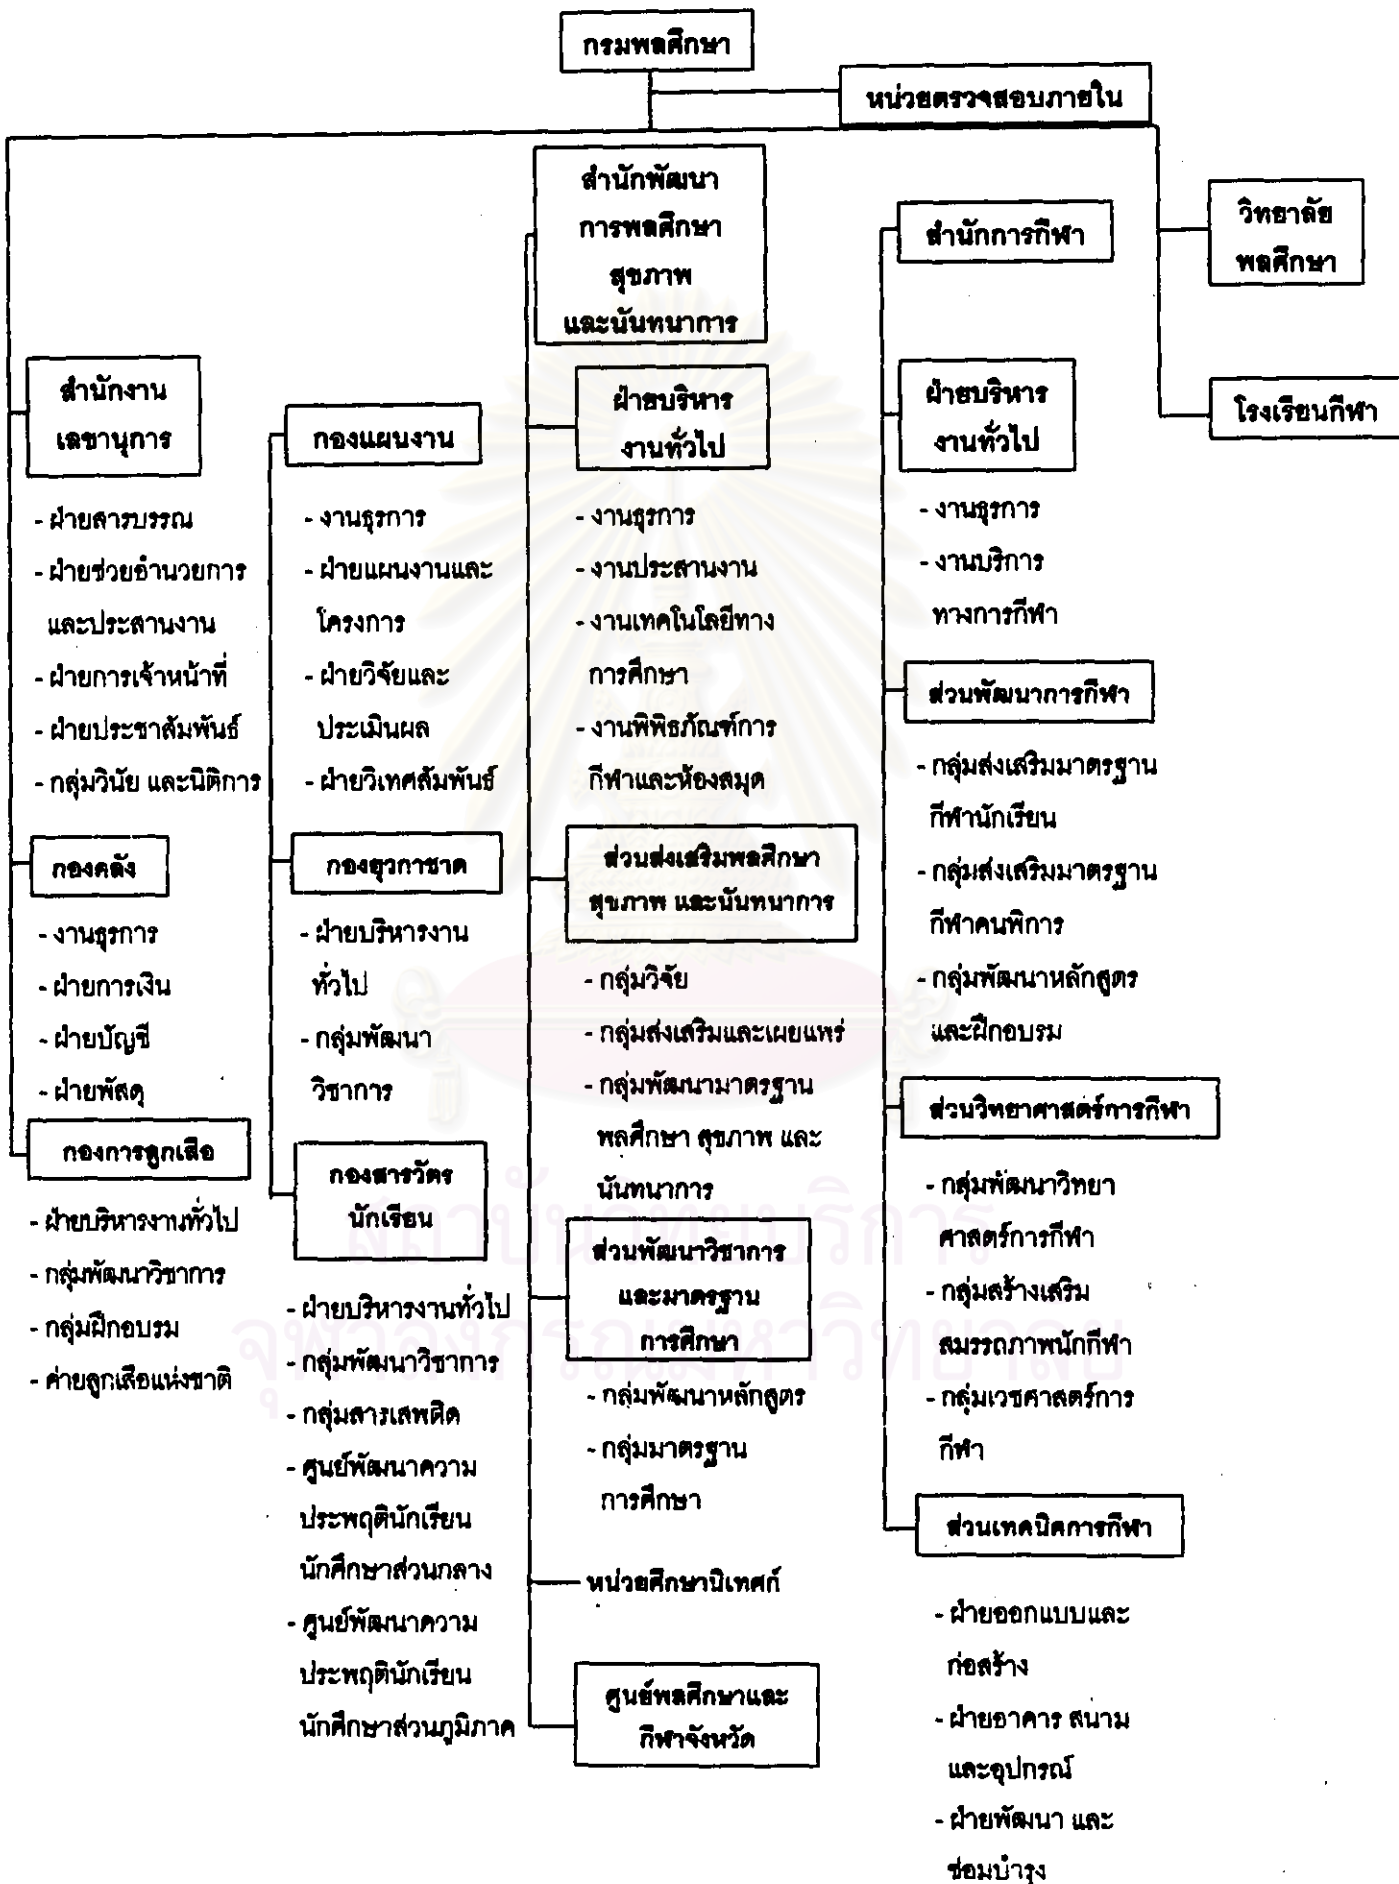 กรมพลศึกษา
หน่วยตรวจสอบภายใน
สำนักงาน
เลขานุการ
- ฝ่ายสารบรรณ
- ฝ่ายช่วยอำนวยการ
และประสานงาน
- ฝ่ายการเจ้าหน้าที่
- ฝ่ายประชาสัมพันธ์
- กลุ่มวินัย และนิติการ
กองคลัง
- งานธุรการ
- ฝ่ายการเงิน
- ฝ่ายบัญชี
- ฝ่ายพัสดุ
กองการลูกเสือ
- ฝ่ายบริหารงานทั่วไป
- กลุ่มพัฒนาวิชาการ
- กลุ่มฝึกอบรม
- ค่ายลูกเสือแห่งชาติ
กองแผนงาน
- งานธุรการ
- ฝ่ายแผนงานและ
โครงการ
- ฝ่ายวิจัยและ
ประเมินผล
- ฝ่ายวิเทศสัมพันธ์
กองยุวกาชาด
- ฝ่ายบริหารงาน
ทั่วไป
- กลุ่มพัฒนา
วิชาการ
กองสารวัตร
นักเรียน
- ฝ่ายบริหารงานทั่วไป
- กลุ่มพัฒนาวิชาการ
- กลุ่มสารเสพติด
- ศูนย์พัฒนาความ
ประพฤตินักเรียน
นักศึกษาส่วนกลาง
- ศูนย์พัฒนาความ
ประพฤตินักเรียน
นักศึกษาส่วนภูมิภาค
สำนักพัฒนา
การพลศึกษา
สุขภาพ
และนันทนาการ
ฝ่ายบริหาร
งานทั่วไป
- งานธุรการ
- งานประสานงาน
- งานเทคโนโลยีทาง
การศึกษา
- งานพิพิธภัณฑ์การ
กีฬาและห้องสมุด
ส่วนส่งเสริมพลศึกษา
สุขภาพ และนันทนาการ
- กลุ่มวิจัย
- กลุ่มส่งเสริมและเผยแพร่
- กลุ่มพัฒนามาตรฐาน
พลศึกษา สุขภาพ และ
นันทนาการ
ส่วนพัฒนาวิชาการ
และมาตรฐาน
การศึกษา
- กลุ่มพัฒนาหลักสูตร
- กลุ่มมาตรฐาน
การศึกษา
หน่วยศึกษานิเทศก์
ศูนย์พลศึกษาและ
กีฬาจังหวัด
สำนักการกีฬา
ฝ่ายบริหาร
งานทั่วไป
- งานธุรการ
- งานบริการ
ทางการกีฬา
ส่วนพัฒนาการกีฬา
- กลุ่มส่งเสริมมาตรฐาน
กีฬานักเรียน
- กลุ่มส่งเสริมมาตรฐาน
กีฬาคนพิการ
- กลุ่มพัฒนาหลักสูตร
และฝึกอบรม
ส่วนวิทยาศาสตร์การกีฬา
- กลุ่มพัฒนาวิทยา
ศาสตร์การกีฬา
- กลุ่มสร้างเสริม
สมรรถภาพนักกีฬา
- กลุ่มเวชศาสตร์การ
กีฬา
ส่วนเทคนิคการกีฬา
- ฝ่ายออกแบบและ
ก่อสร้าง
- ฝ่ายอาคาร สนาม
และอุปกรณ์
- ฝ่ายพัฒนา และ
ซ่อมบำรุง
วิทยาลัย
พลศึกษา
โรงเรียนกีฬา
สถาบันวิทยบริการ
จุฬาลงกรณ์มหาวิทยาลัย